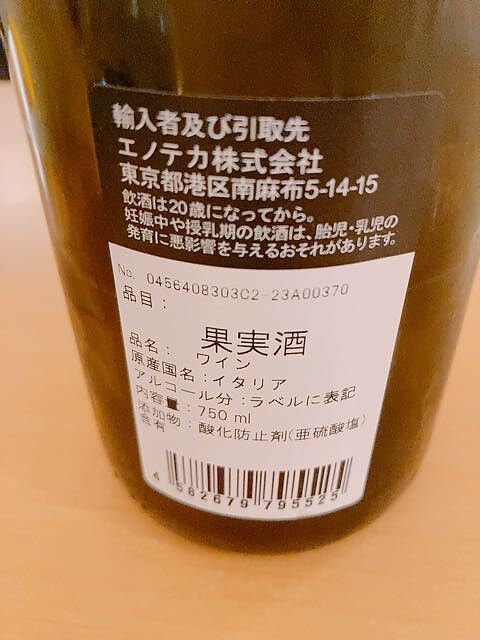 輸入者及び引取先
エノテカ株式会社
東京都港区南麻布5-14-15
飲酒は20歳になってから。
妊娠中や授乳期の飲酒は、胎児・乳児の
発育に悪影響を与えるおそれがあります。
No. 0456408303C2-23A00370
品目:
果実酒
品名: ワイン
原産国名:イタリア
アルコール分:ラベルに表記
内容量:750 ml
添加物:酸化防止剤(亜硫酸塩)
含有
4 582679 795525